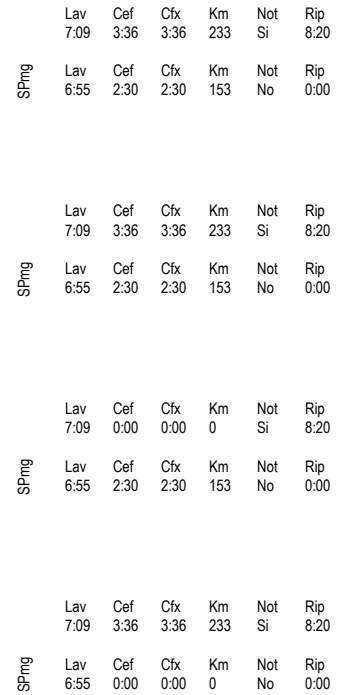 Lav Cef Cfx Km Not Rip
7:09 3:36 3:36 233 Si 8:20
SPmg
Lav Cef Cfx Km Not Rip
6:55 2:30 2:30 153 No 0:00
Lav Cef Cfx Km Not Rip
7:09 3:36 3:36 233 Si 8:20
SPmg
Lav Cef Cfx Km Not Rip
6:55 2:30 2:30 153 No 0:00
Lav Cef Cfx Km Not Rip
7:09 0:00 0:00 0 Si 8:20
SPmg
Lav Cef Cfx Km Not Rip
6:55 2:30 2:30 153 No 0:00
Lav Cef Cfx Km Not Rip
7:09 3:36 3:36 233 Si 8:20
SPmg
Lav Cef Cfx Km Not Rip
6:55 0:00 0:00 0 No 0:00